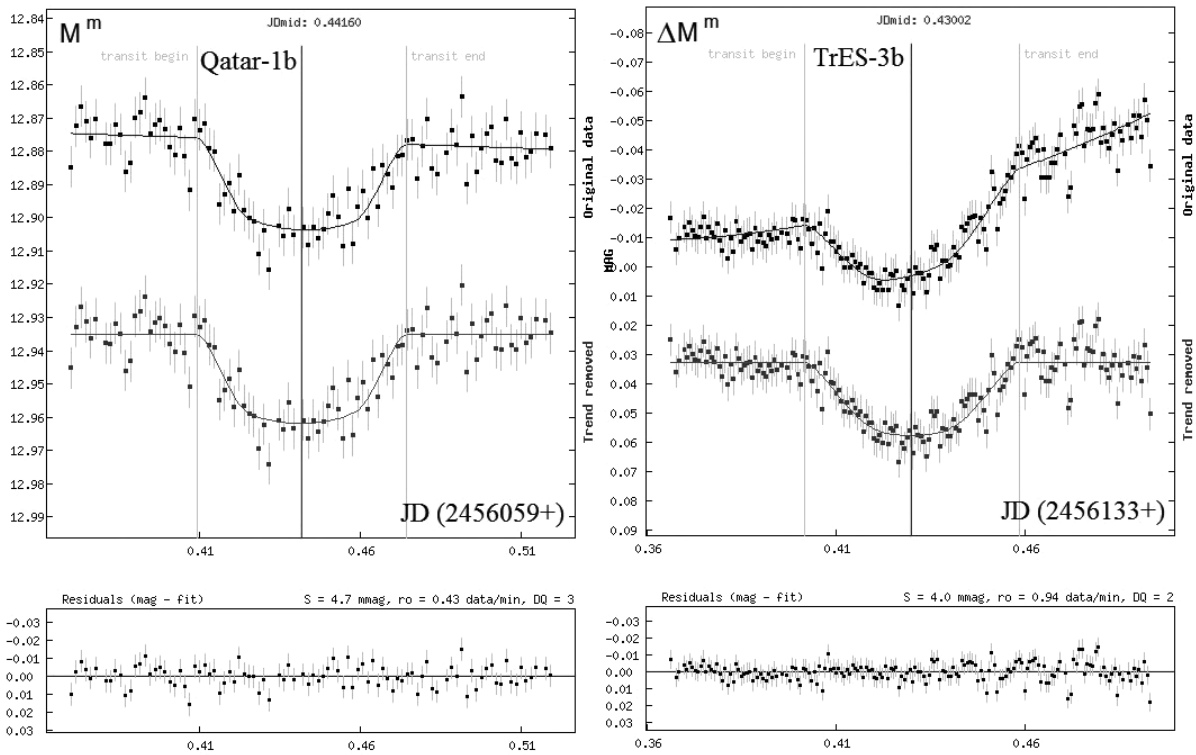 M^m
JDmid: 0.44160
transit begin
Qatar-1b
transit end
12.84
12.86
12.87
12.88
12.89
12.90
12.91
12.92
12.93
12.94
12.95
12.96
12.97
12.98
12.99
Original data
Trend removed
JD (2456059+)
0.41
0.46
0.51
Residuals (mag - fit)
S = 4.7 mmag, ro = 0.43 data/min, DQ = 3
-0.03
-0.02
-0.01
0.00
0.01
0.02
0.03
0.41
0.46
0.51
ΔM^m
JDmid: 0.43002
transit begin
TrES-3b
transit end
-0.08
-0.06
-0.05
-0.04
-0.03
-0.02
-0.01
0.00
0.01
0.02
0.03
0.04
0.05
0.06
0.07
0.08
0.09
MAG
Original data
Trend removed
JD (2456133+)
0.36
0.41
0.46
Residuals (mag - fit)
S = 4.0 mmag, ro = 0.94 data/min, DQ = 2
-0.03
-0.02
-0.01
0.00
0.01
0.02
0.03
0.36
0.41
0.46